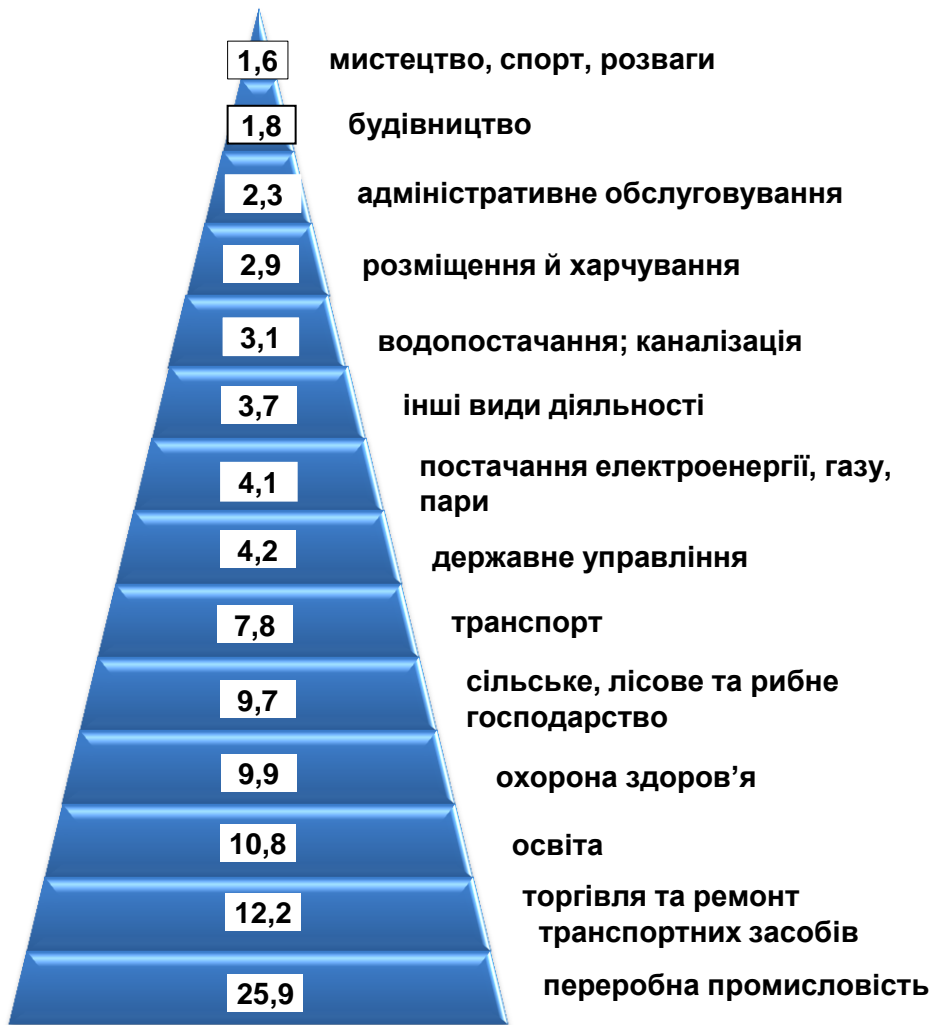 1,6 мистецтво, спорт, розваги
1,8 будівництво
2,3 адміністративне обслуговування
2,9 розміщення й харчування
3,1 водопостачання; каналізація
3,7 інші види діяльності
4,1 постачання електроенергії, газу,
пари
4,2 державне управління
7,8 транспорт
9,7 сільське, лісове та рибне
господарство
9,9 охорона здоров’я
10,8 освіта
12,2 торгівля та ремонт
транспортних засобів
25,9 переробна промисловість